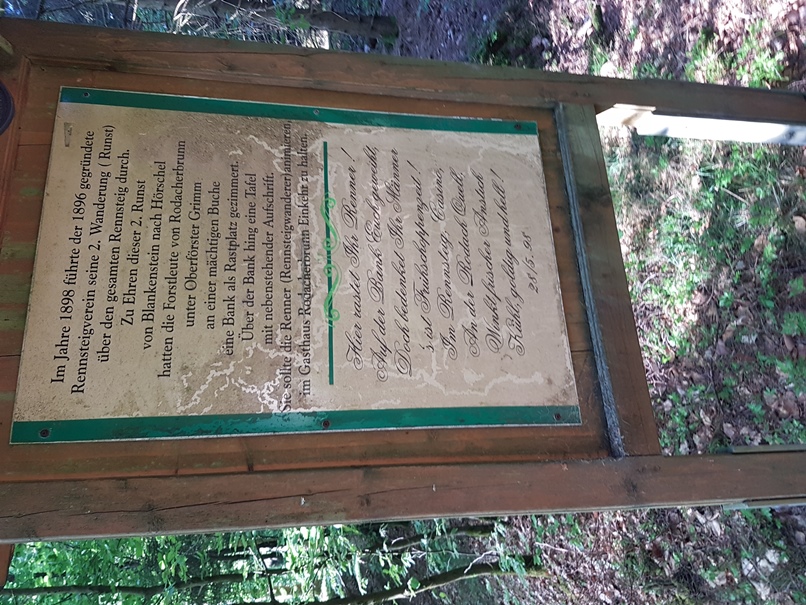 Im Jahre 1898 führte der 1896 gegründete
Rennsteigverein seine 2. Wanderung ( Runst)
über den gesamten Rennsteig durch.
Zu Ehren dieser 2. Runst
von Blankenstein nach Hörschel
hatten die Forstleute von Rodacherbrunn
unter Oberförster Grimm
an einer mächtigen Buche
eine Bank als Rastplatz gezimmert.
Über der Bank hing eine Tafel
mit nebenstehender Aufschrift.
Sie sollte die Renner (Rennsteigwanderer) animieren,
im Gasthaus Rodacherbrunn Einkehr zu halten.
Hier rastet Ihr Renner !
Auf der Bank Euch geweiht,
Doch bedenket Ihr Männer
's ist Frühschoppenzeit !
Im Rennsteig, Casino,
An der Rodach Quell,
Winkt frischer Anstich
Kühl, goldig und hell !
28/5. 98